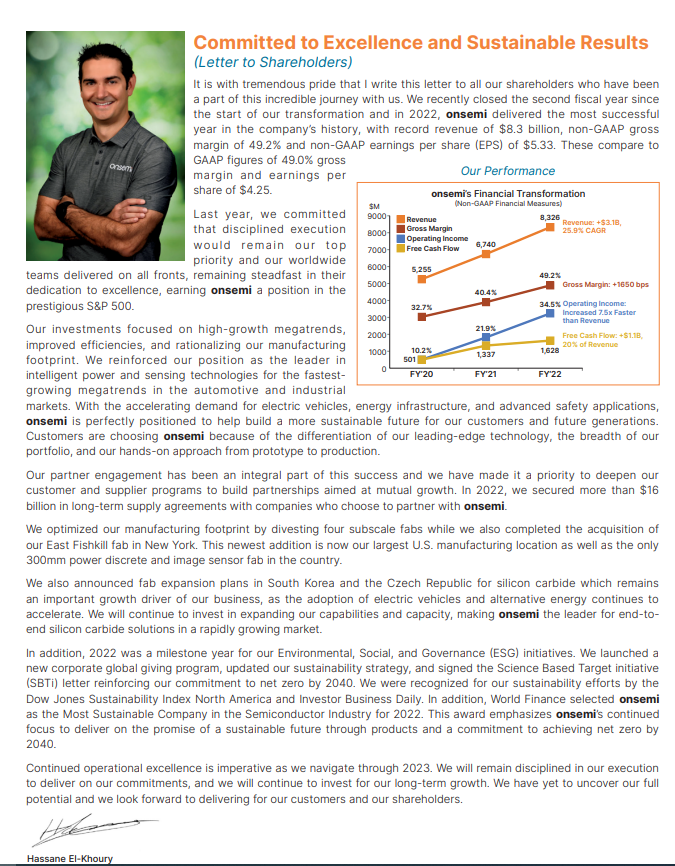 Committed to Excellence and Sustainable Results
(Letter to Shareholders)
It is with tremendous pride that I write this letter to all our shareholders who have been
a part of this incredible journey with us. We recently closed the second fiscal year since
the start of our transformation and in 2022, onsemi delivered the most successful
year in the company's history, with record revenue of $8.3 billion, non-GAAP gross
margin of 49.2% and non-GAAP earnings per share (EPS) of $5.33. These compare to
GAAP figures of 49.0% gross
margin and earnings per
share of $4.25.
onsemi
Last year, we committed
that disciplined execution
would remain our top
priority and our worldwide
teams delivered on all fronts, remaining steadfast in their
dedication to excellence, earning onsemi a position in the
prestigious S&P 500.
Our investments focused on high-growth megatrends,
improved efficiencies, and rationalizing our manufacturing
footprint. We reinforced our position as the leader in
intelligent power and sensing technologies for the fastest-
growing megatrends in the automotive and industrial
Our Performance
onsemi's Financial Transformation
(Non-GAAP Financial Measures)
$M
9000
8000
7000
6000
5000
4000
3000
2000
1000
0
Revenue
Gross Margin
Operating Income
Free Cash Flow
5,255
6,740
8,326
Revenue: +$3.1B,
25.9% CAGR
32.7%
40.4%
49.2%
Gross Margin: +1650 bps
10.2%
21.9%
34.5%
Operating Income:
Increased 7.5x Faster
than Revenue
501
1,337
1,628
Free Cash Flow: +$1.1B,
20% of Revenue
FY'20
FY'21
FY'22
markets. With the accelerating demand for electric vehicles, energy infrastructure, and advanced safety applications,
onsemi is perfectly positioned to help build a more sustainable future for our customers and future generations.
Customers are choosing onsemi because of the differentiation of our leading-edge technology, the breadth of our
portfolio, and our hands-on approach from prototype to production.
Our partner engagement has been an integral part of this success and we have made it a priority to deepen our
customer and supplier programs to build partnerships aimed at mutual growth. In 2022, we secured more than $16
billion in long-term supply agreements with companies who choose to partner with onsemi.
We optimized our manufacturing footprint by divesting four subscale fabs while we also completed the acquisition of
our East Fishkill fab in New York. This newest addition is now our largest U.S. manufacturing location as well as the only
300mm power discrete and image sensor fab in the country.
We also announced fab expansion plans in South Korea and the Czech Republic for silicon carbide which remains
an important growth driver of our business, as the adoption of electric vehicles and alternative energy continues to
accelerate. We will continue to invest in expanding our capabilities and capacity, making onsemi the leader for end-to-
end silicon carbide solutions in a rapidly growing market.
In addition, 2022 was a milestone year for our Environmental, Social, and Governance (ESG) initiatives. We launched a
new corporate global giving program, updated our sustainability strategy, and signed the Science Based Target initiative
(SBTi) letter reinforcing our commitment to net zero by 2040. We were recognized for our sustainability efforts by the
Dow Jones Sustainability Index North America and Investor Business Daily. In addition, World Finance selected onsemi
as the Most Sustainable Company in the Semiconductor Industry for 2022. This award emphasizes onsemi's continued
focus to deliver on the promise of a sustainable future through products and a commitment to achieving net zero by
2040.
Continued operational excellence is imperative as we navigate through 2023. We will remain disciplined in our execution
to deliver on our commitments, and we will continue to invest for our long-term growth. We have yet to uncover our full
potential and we look forward to delivering for our customers and our shareholders.
Hassane El-Khoury